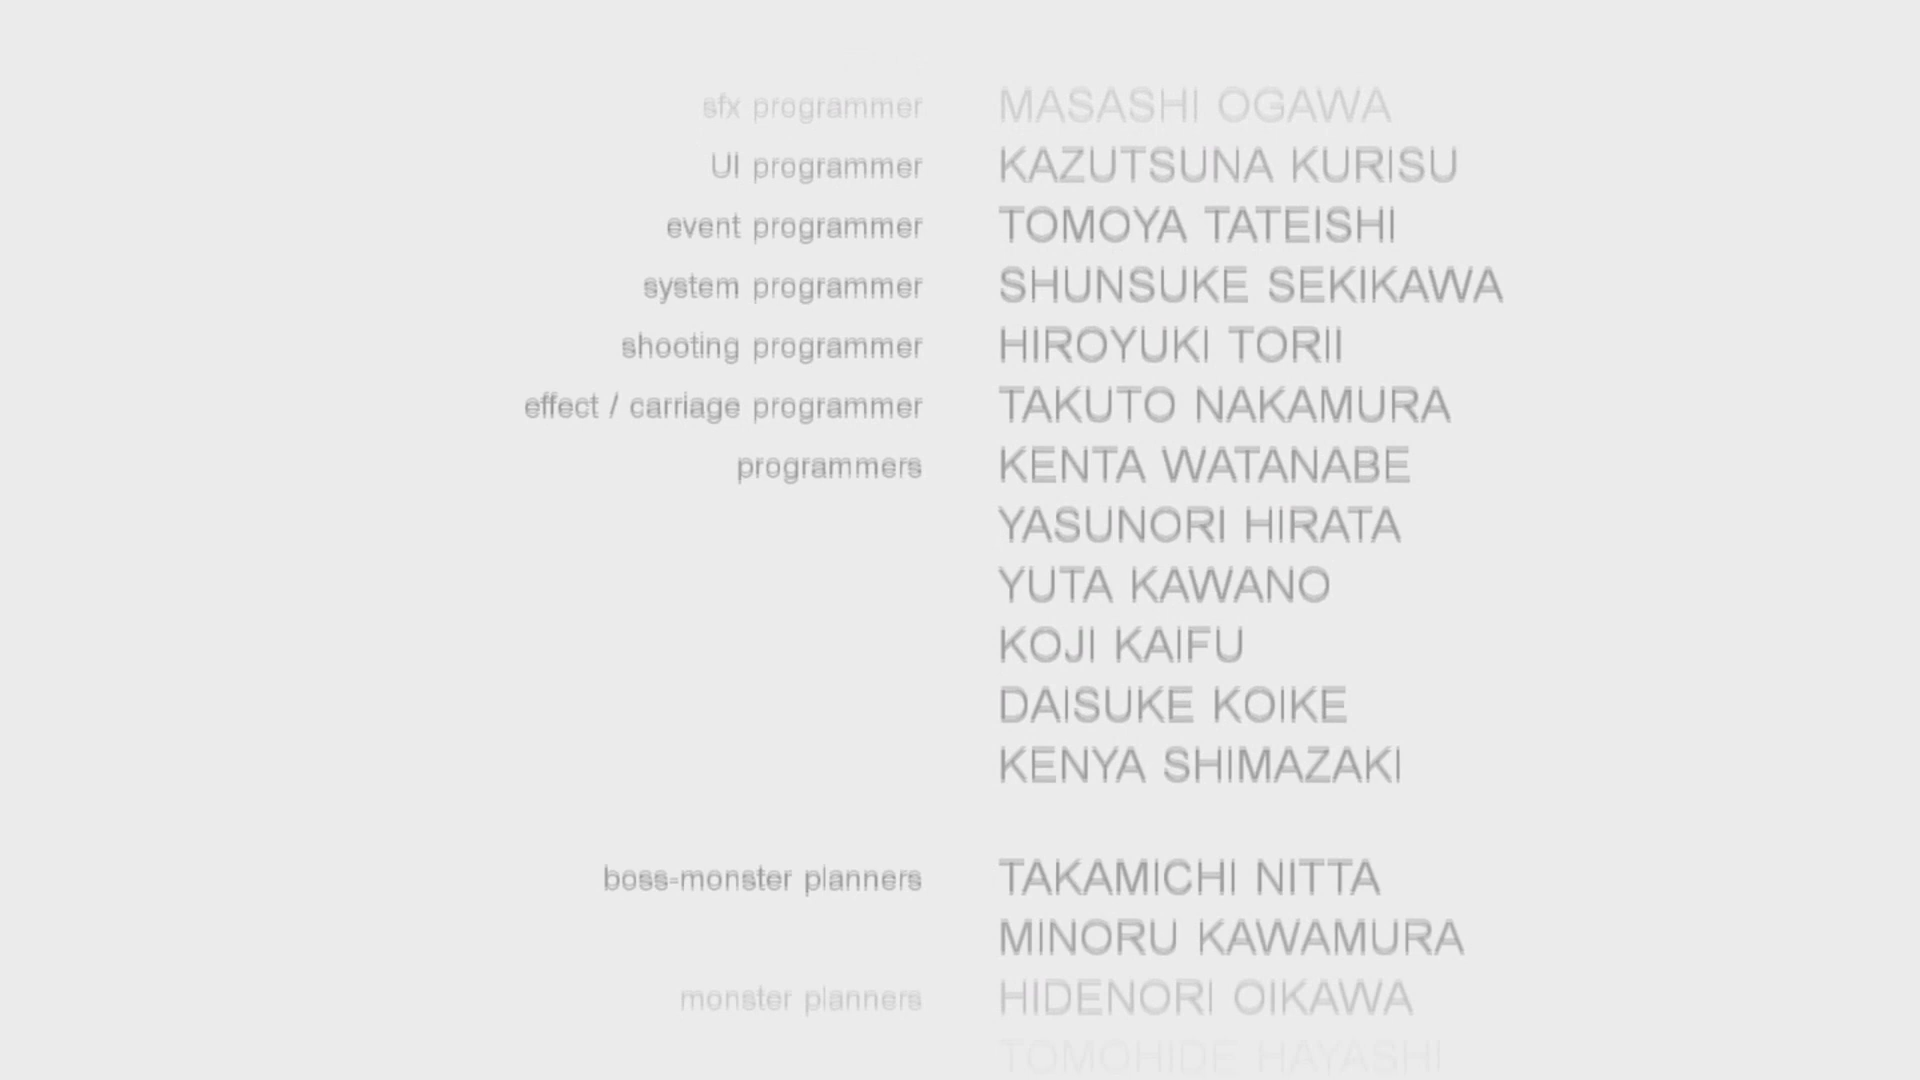 sfx programmer MASASHI OGAWA
UI programmer KAZUTSUNA KURISU
event programmer TOMOYA TATEISHI
system programmer SHUNSUKE SEKIKAWA
shooting programmer HIROYUKI TORII
effect / carriage programmer TAKUTO NAKAMURA
programmers KENTA WATANABE
YASUNORI HIRATA
YUTA KAWANO
KOJI KAIFU
DAISUKE KOIKE
KENYA SHIMAZAKI
boss-monster planners TAKAMICHI NITTA
MINORU KAWAMURA
monster planners HIDENORI OIKAWA
TOMOHIDE HAYASHI